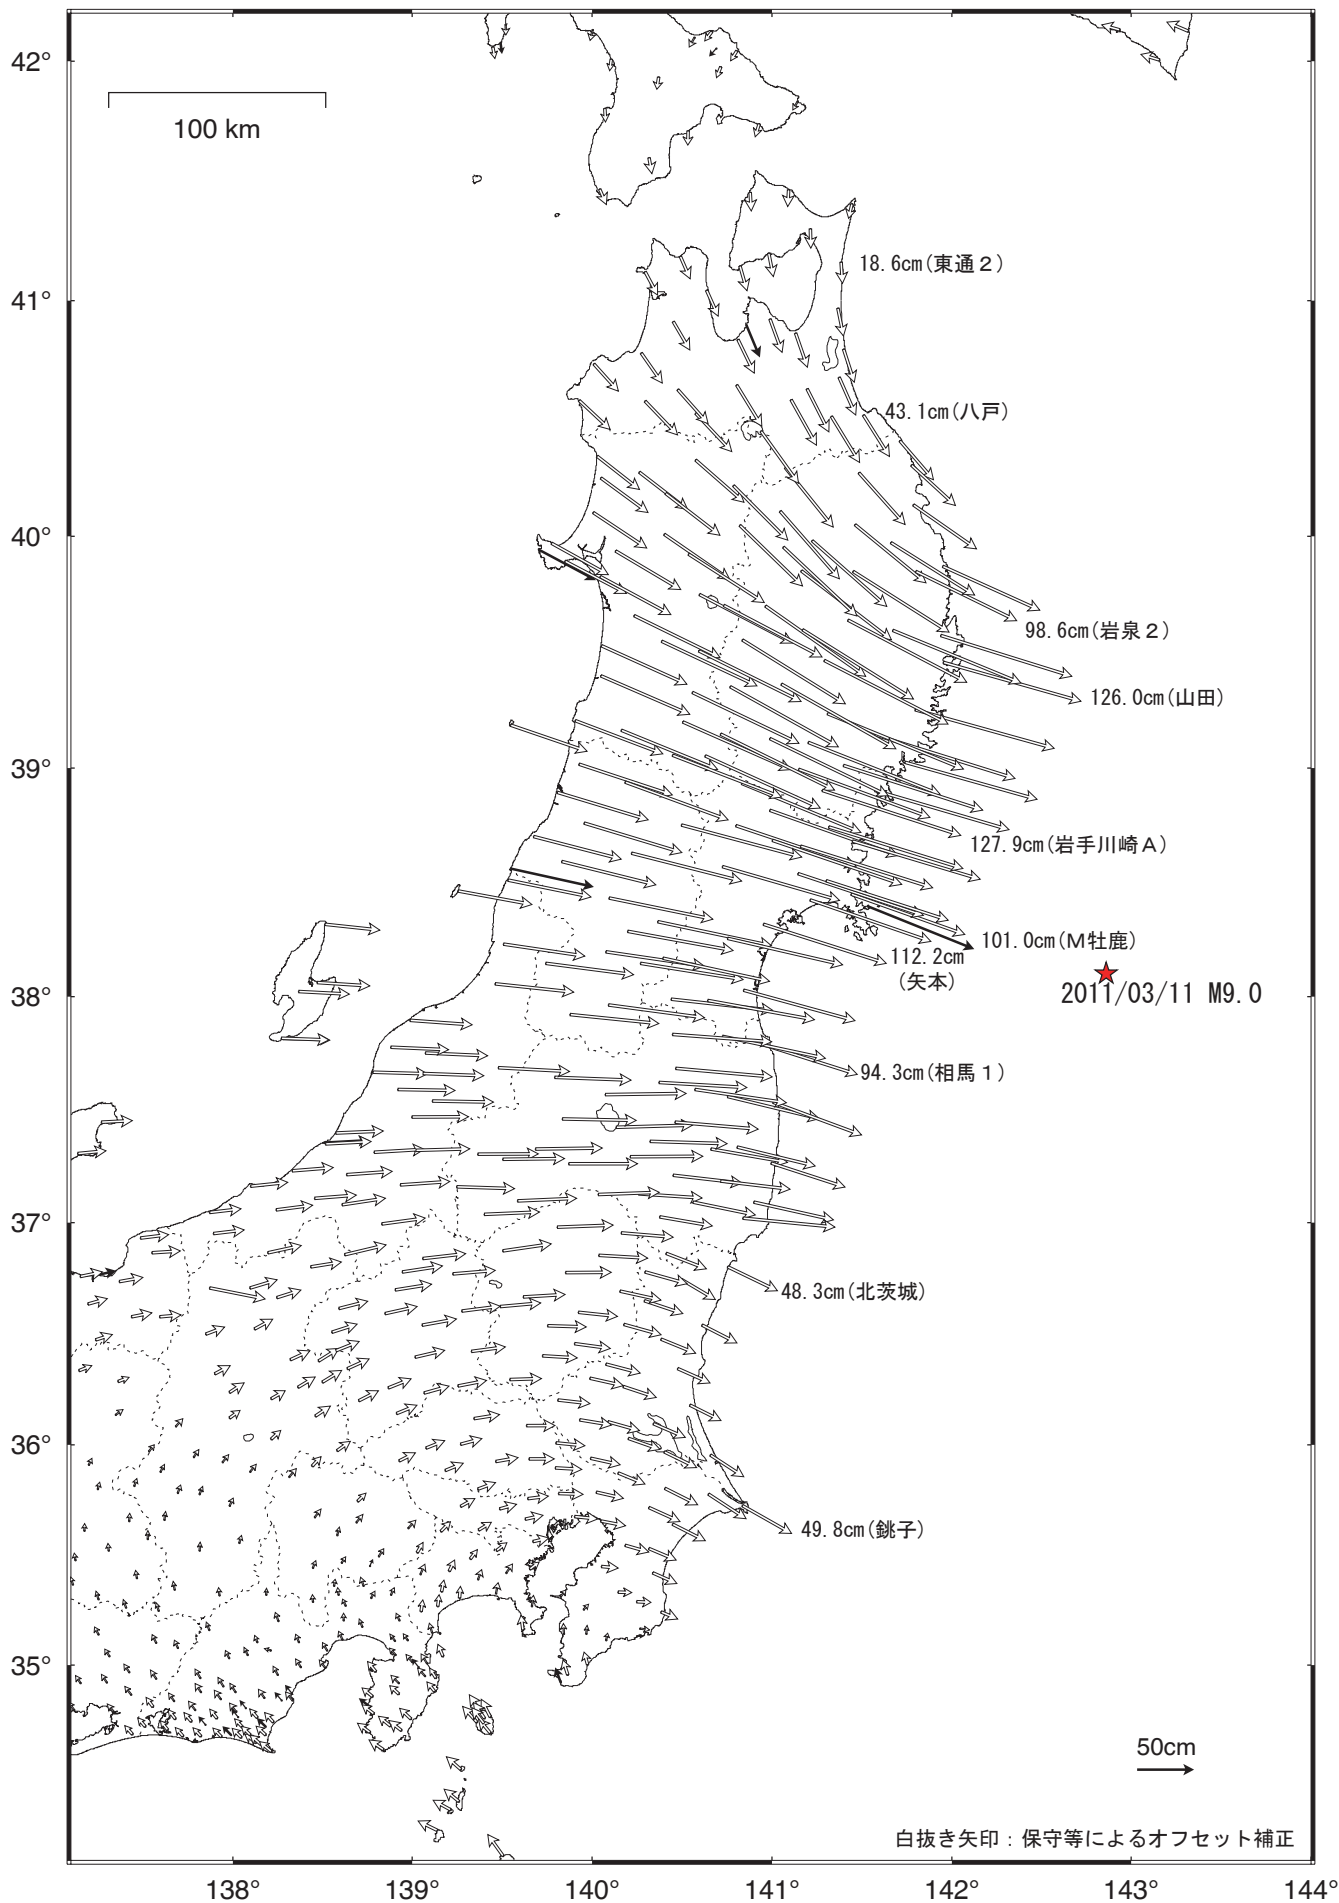 42°
100 km
18.6cm(東通２)
41°
43.1cm(八戸)
40°
98.6cm(岩泉２)
126.0cm(山田)
39°
127.9cm(岩手川崎Ａ)
101.0cm(Ｍ牡鹿)
112.2cm
(矢本)
38°
2011/03/11 M9.0
94.3cm(相馬１)
37°
48.3cm(北茨城)
36°
49.8cm(銚子)
35°
50cm
白抜き矢印：保守等によるオフセット補正
138°
139°
140°
141°
142°
143°
144°